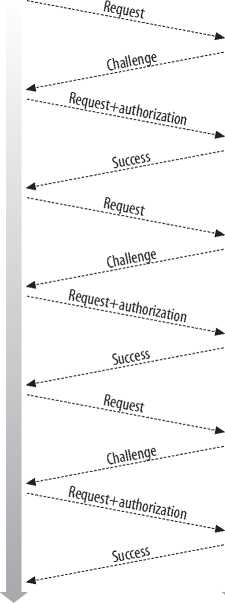 Request
Challenge
Request+authorization
Success
Request
Challenge
Request+authorization
Success
Request
Challenge
Request+authorization
Success